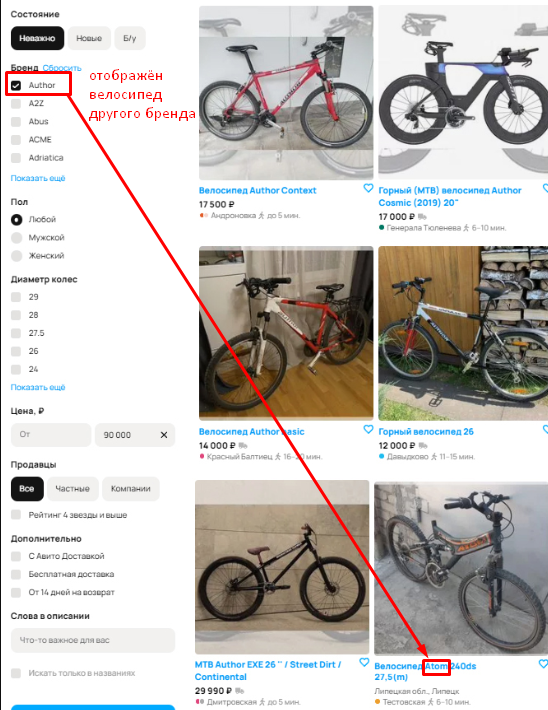 Состояние
Неважно
Новые
Б/у
Бренд Сбросить
Author
A2Z
Abus
ACME
Adriatica
Показать ещё
отображён
велосипед
другого бренда
Пол
Любой
Мужской
Женский
Диаметр колес
29
28
27.5
26
24
Показать ещё
Цена, ₽
От
90 000
Продавцы
Все
Частные
Компании
Рейтинг 4 звезды и выше
Дополнительно
С Авито Доставкой
Бесплатная доставка
От 14 дней на возврат
Слова в описании
Что-то важное для вас
Искать только в названиях
Велосипед Author Context
17 500 ₽
Андроновка до 5 мин.
Горный (MTB) велосипед Author
Cosmic (2019) 20"
17 000 ₽
Генерала Тюленева 6–10 мин.
Велосипед Author basic
14 000 ₽
Красный Балтиец 16–20 мин.
Горный велосипед 26
12 000 ₽
Давыдково 11–15 мин.
MTB Author EXE 26 '' / Street Dirt /
Continental
29 990 ₽
Дмитровская до 5 мин.
Велосипед Atom 240ds
27,5(m)
Липецкая обл., Липецк
Тестовская 6–10 мин.